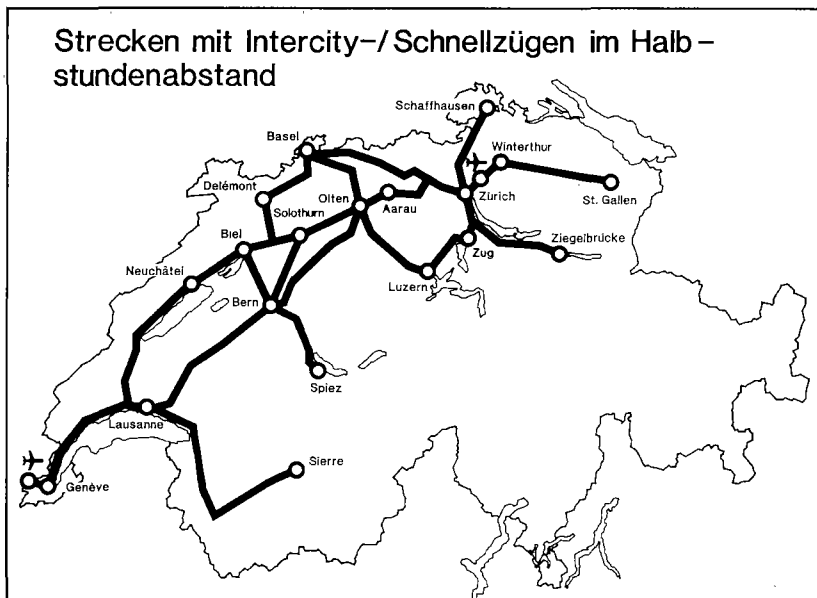 Strecken mit Intercity-/Schnellzügen im Halb-
stundenabstand
Schaffhausen
Basel
Winterthur
Delémont
Olten
Aarau
Zürich
St. Gallen
Solothurn
Biel
Zug
Ziegelbrücke
Neuchâtel
Luzern
Bern
Spiez
Lausanne
Sierre
Genève